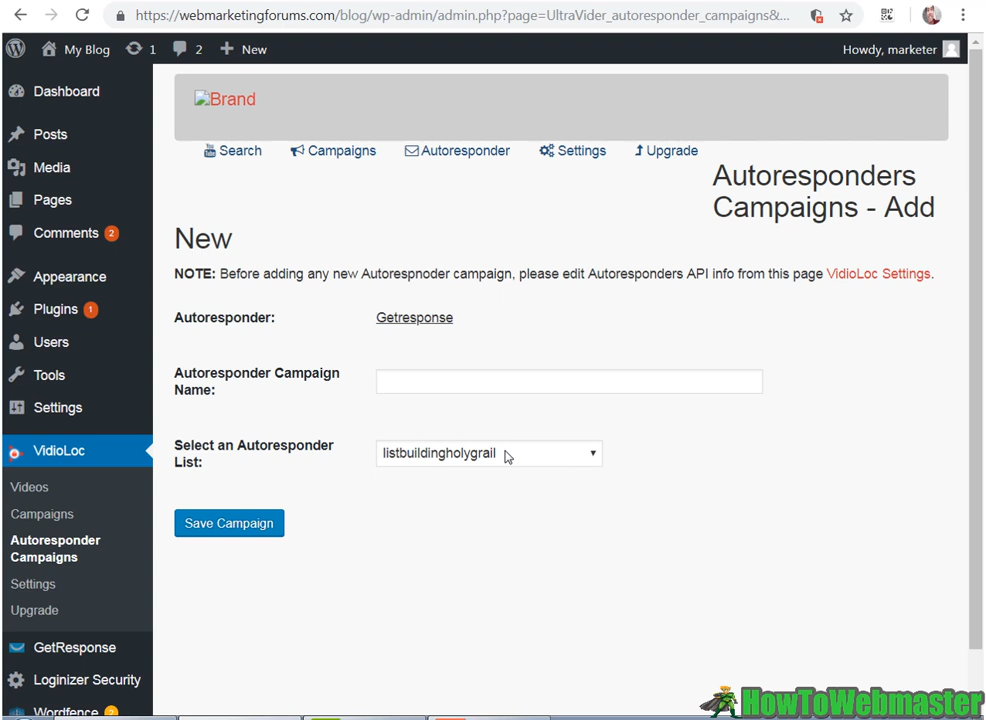 https://webmarketingforums.com/blog/wp-admin/admin.php?page=UltraVider_autoresponder_campaigns&...
My Blog 1 2 New Howdy, marketer
Dashboard
Posts
Media
Pages
Comments 2
Appearance
Plugins 1
Users
Tools
Settings
VidioLoc
Videos
Campaigns
Autoresponder
Campaigns
Settings
Upgrade
GetResponse
Loginizer Security
Wordfence 2
Brand
Search Campaigns Autoresponder Settings Upgrade
Autoresponders
Campaigns - Add
New
NOTE: Before adding any new Autorespnoder campaign, please edit Autoresponders API info from this page VidioLoc Settings.
Autoresponder: Getresponse
Autoresponder Campaign
Name:
Select an Autoresponder
List:
listbuildingholygrail
Save Campaign
HowToWebmaster